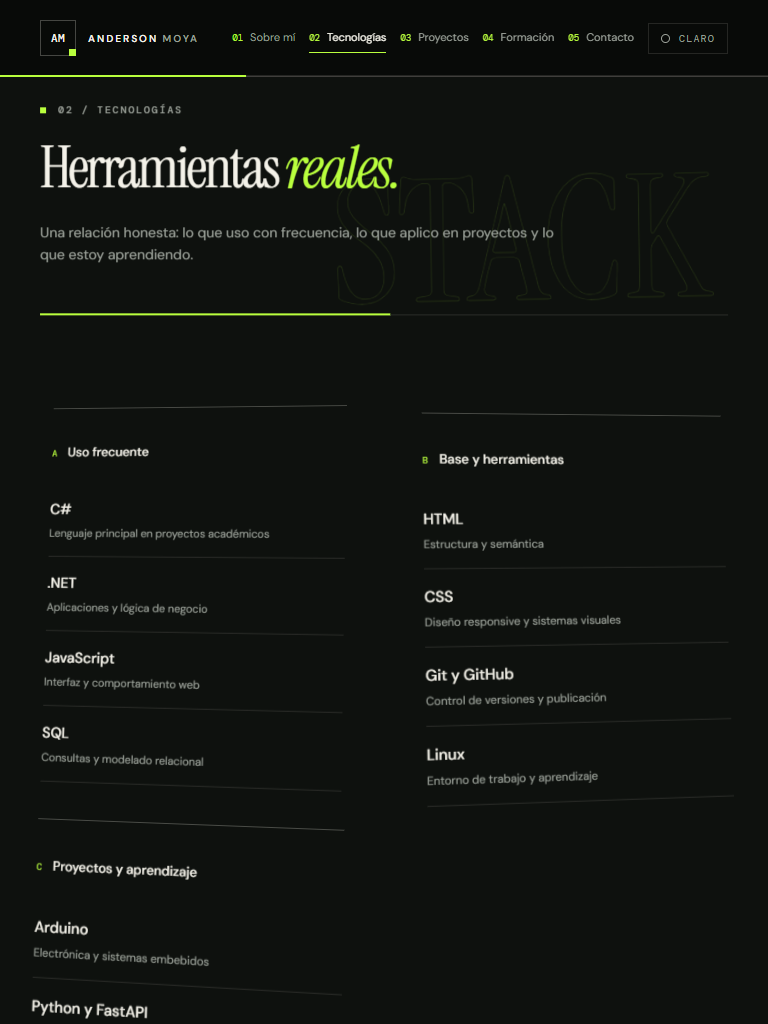 AM
ANDERSON MOYA
01 Sobre mí
02 Tecnologías
03 Proyectos
04 Formación
05 Contacto
CLARO
02 / TECNOLOGÍAS
Herramientas reales.
STACK
Una relación honesta: lo que uso con frecuencia, lo que aplico en proyectos y lo
que estoy aprendiendo.
A Uso frecuente
C#
Lenguaje principal en proyectos académicos
.NET
Aplicaciones y lógica de negocio
JavaScript
Interfaz y comportamiento web
SQL
Consultas y modelado relacional
B Base y herramientas
HTML
Estructura y semántica
CSS
Diseño responsive y sistemas visuales
Git y GitHub
Control de versiones y publicación
Linux
Entorno de trabajo y aprendizaje
C Proyectos y aprendizaje
Arduino
Electrónica y sistemas embebidos
Python y FastAPI